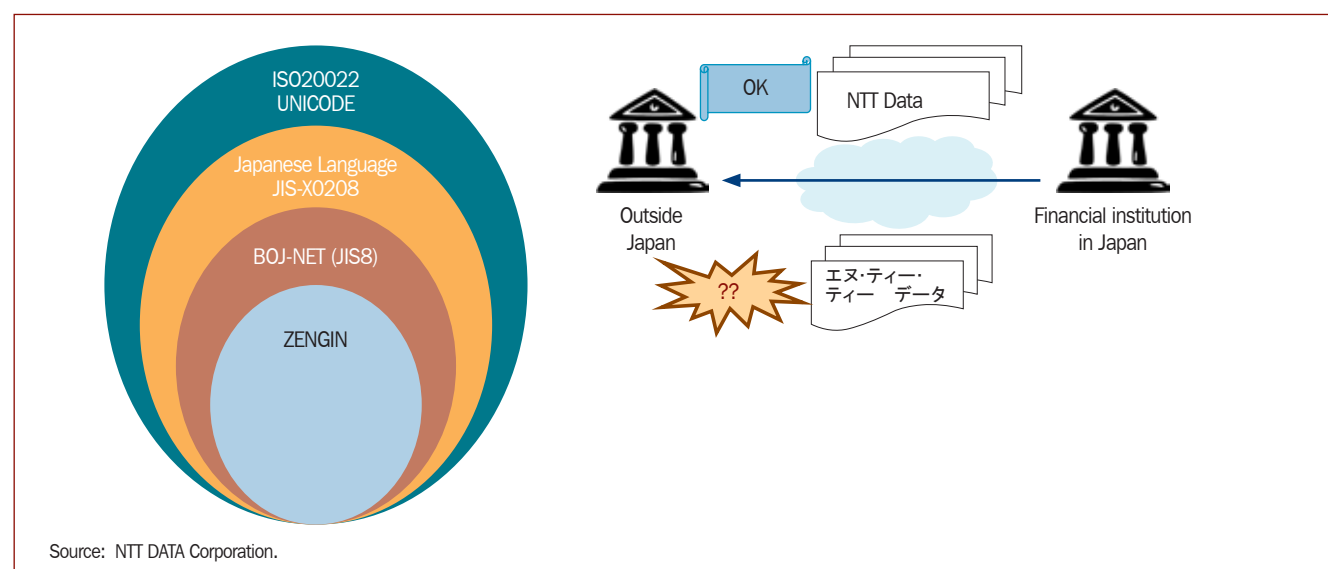 ISO20022
UNICODE
Japanese Language
JIS-X0208
BOJ-NET (JIS8)
ZENGIN
OK
NTT Data
Outside
Japan
Financial institution
in Japan
??
エヌ・ティー・
ティー　データ
Source: NTT DATA Corporation.